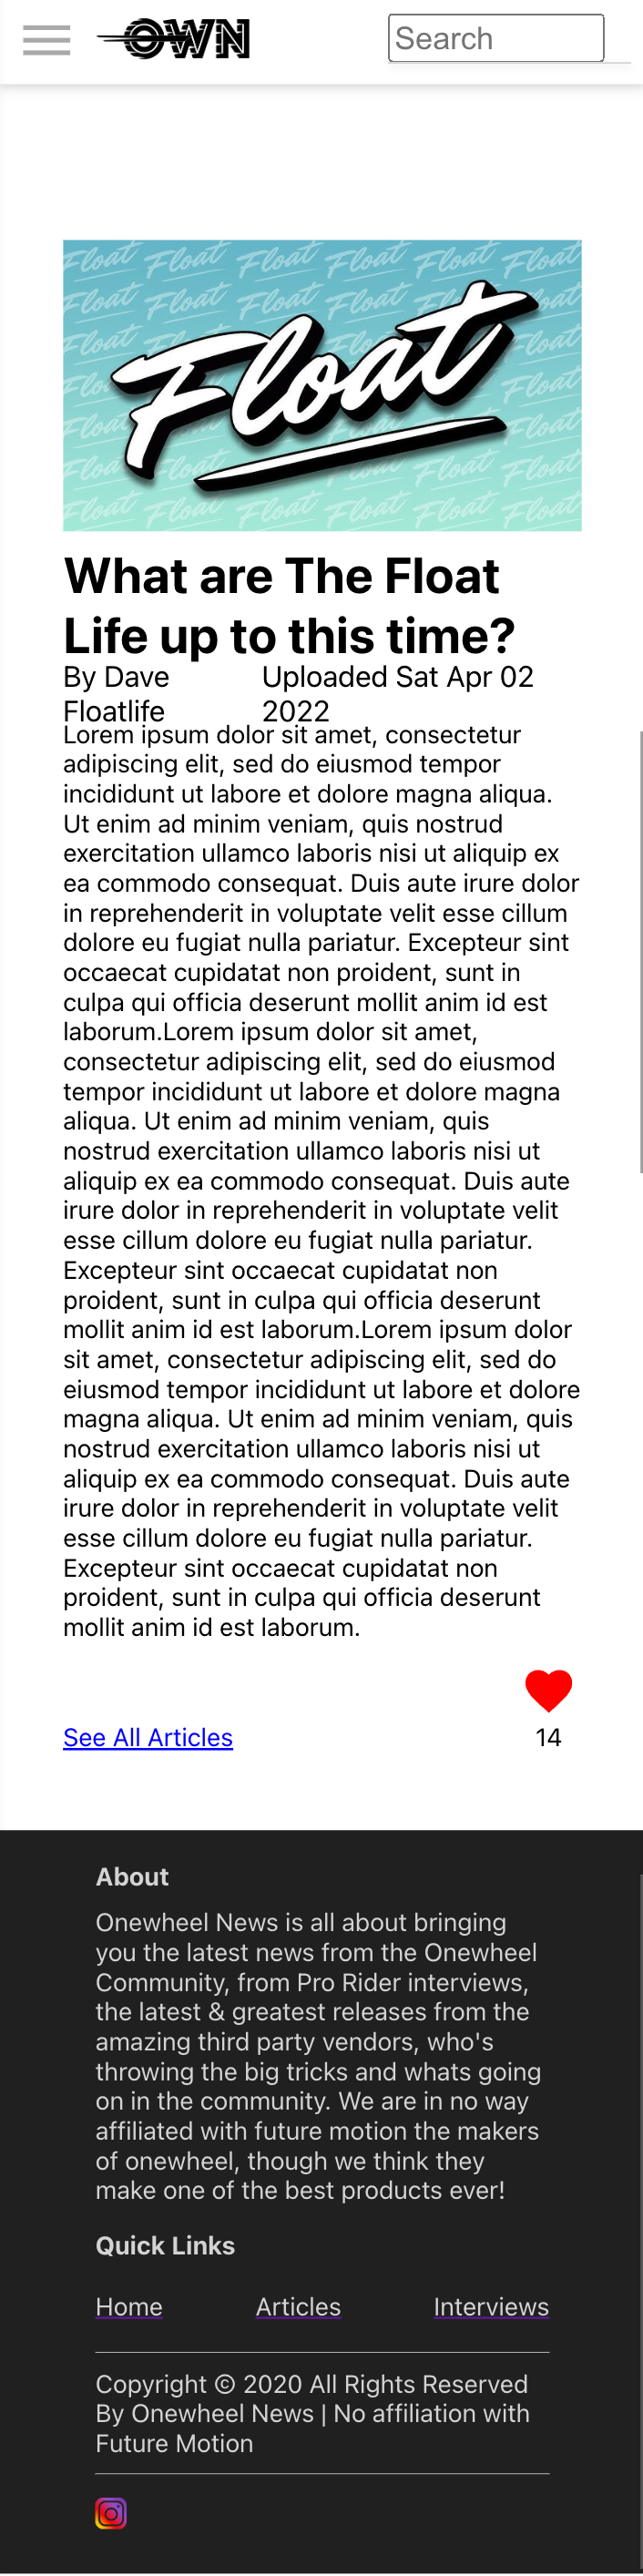 OWN
Search
Float
What are The Float
Life up to this time?
By Dave Floatlife
Uploaded Sat Apr 02 2022
Lorem ipsum dolor sit amet, consectetur
adipiscing elit, sed do eiusmod tempor
incididunt ut labore et dolore magna aliqua.
Ut enim ad minim veniam, quis nostrud
exercitation ullamco laboris nisi ut aliquip ex
ea commodo consequat. Duis aute irure dolor
in reprehenderit in voluptate velit esse cillum
dolore eu fugiat nulla pariatur. Excepteur sint
occaecat cupidatat non proident, sunt in
culpa qui officia deserunt mollit anim id est
laborum.Lorem ipsum dolor sit amet,
consectetur adipiscing elit, sed do eiusmod
tempor incididunt ut labore et dolore magna
aliqua. Ut enim ad minim veniam, quis
nostrud exercitation ullamco laboris nisi ut
aliquip ex ea commodo consequat. Duis aute
irure dolor in reprehenderit in voluptate velit
esse cillum dolore eu fugiat nulla pariatur.
Excepteur sint occaecat cupidatat non
proident, sunt in culpa qui officia deserunt
mollit anim id est laborum.Lorem ipsum dolor
sit amet, consectetur adipiscing elit, sed do
eiusmod tempor incididunt ut labore et dolore
magna aliqua. Ut enim ad minim veniam, quis
nostrud exercitation ullamco laboris nisi ut
aliquip ex ea commodo consequat. Duis aute
irure dolor in reprehenderit in voluptate velit
esse cillum dolore eu fugiat nulla pariatur.
Excepteur sint occaecat cupidatat non
proident, sunt in culpa qui officia deserunt
mollit anim id est laborum.
See All Articles
14
About
Onewheel News is all about bringing
you the latest news from the Onewheel
Community, from Pro Rider interviews,
the latest & greatest releases from the
amazing third party vendors, who's
throwing the big tricks and whats going
on in the community. We are in no way
affiliated with future motion the makers
of onewheel, though we think they
make one of the best products ever!
Quick Links
Home Articles Interviews
Copyright © 2020 All Rights Reserved
By Onewheel News | No affiliation with
Future Motion